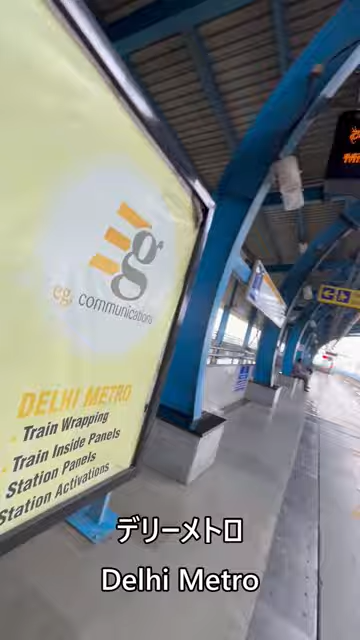 eg communications
DELHI METRO
Train Wrapping
Train Inside Panels
Station Panels
Station Activations
デリーメトロ
Delhi Metro